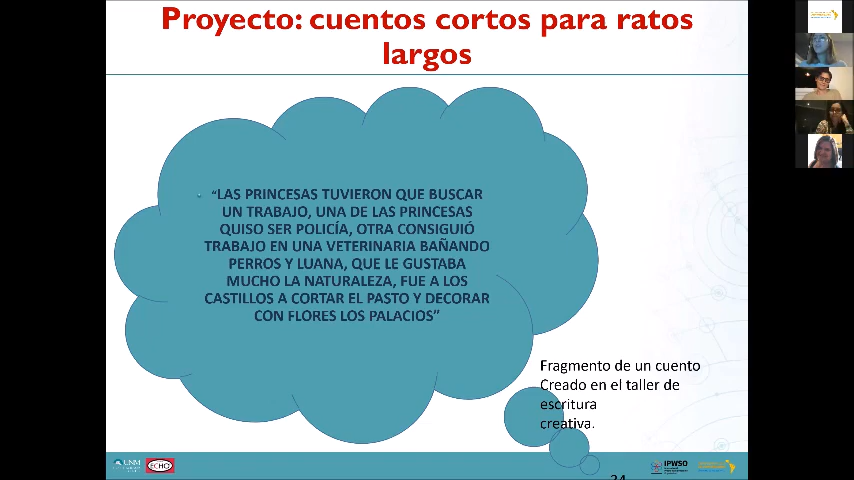 Proyecto: cuentos cortos para ratos
largos
“LAS PRINCESAS TUVIERON QUE BUSCAR
UN TRABAJO, UNA DE LAS PRINCESAS
QUISO SER POLICÍA, OTRA CONSIGUIÓ
TRABAJO EN UNA VETERINARIA BAÑANDO
PERROS Y LUANA, QUE LE GUSTABA
MUCHO LA NATURALEZA, FUE A LOS
CASTILLOS A CORTAR EL PASTO Y DECORAR
CON FLORES LOS PALACIOS”
Fragmento de un cuento
Creado en el taller de
escritura
creativa.
UNM
ECHO
IPWSO
24